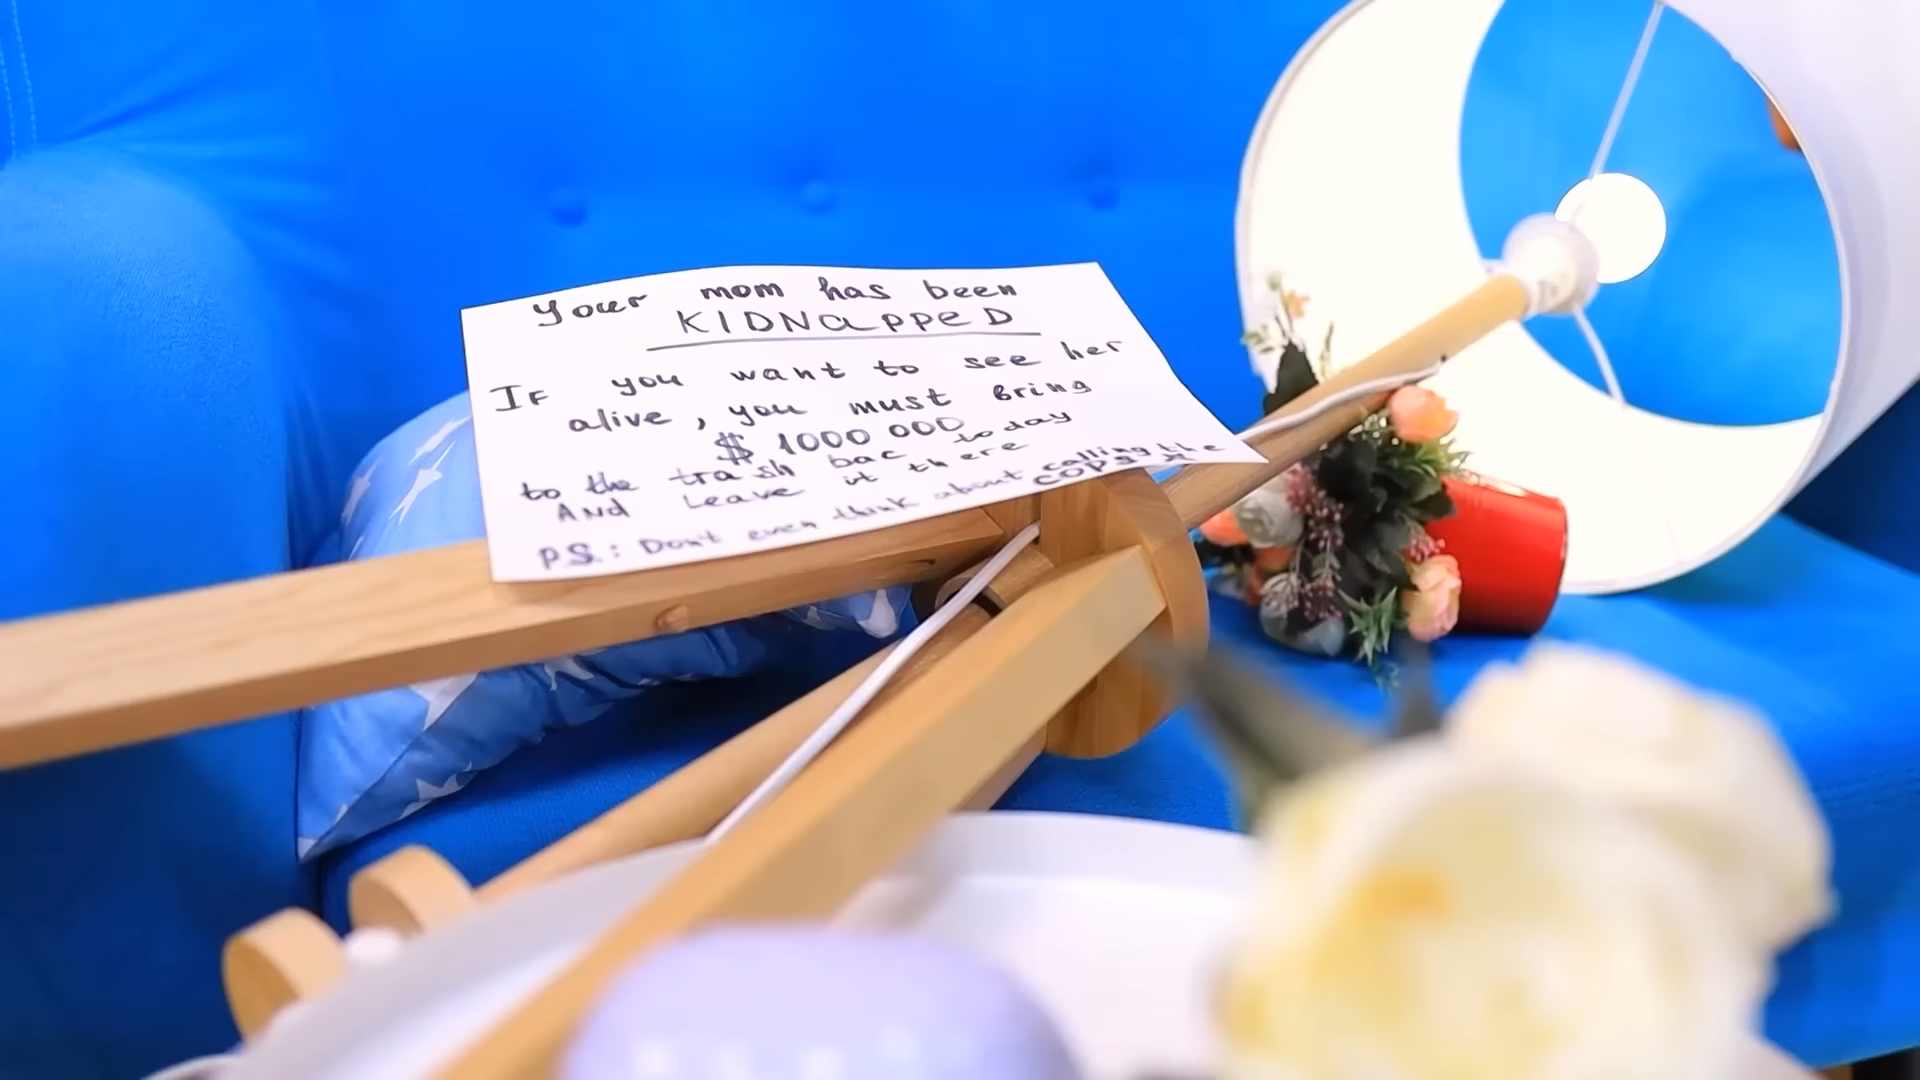 Your mom has been
KIDNaPPeD
IF you want to see her
alive, you must bring
$ 1000 000
to the trash bac today
AND Leave it there
P.S.: Don't even think about calling the
cops